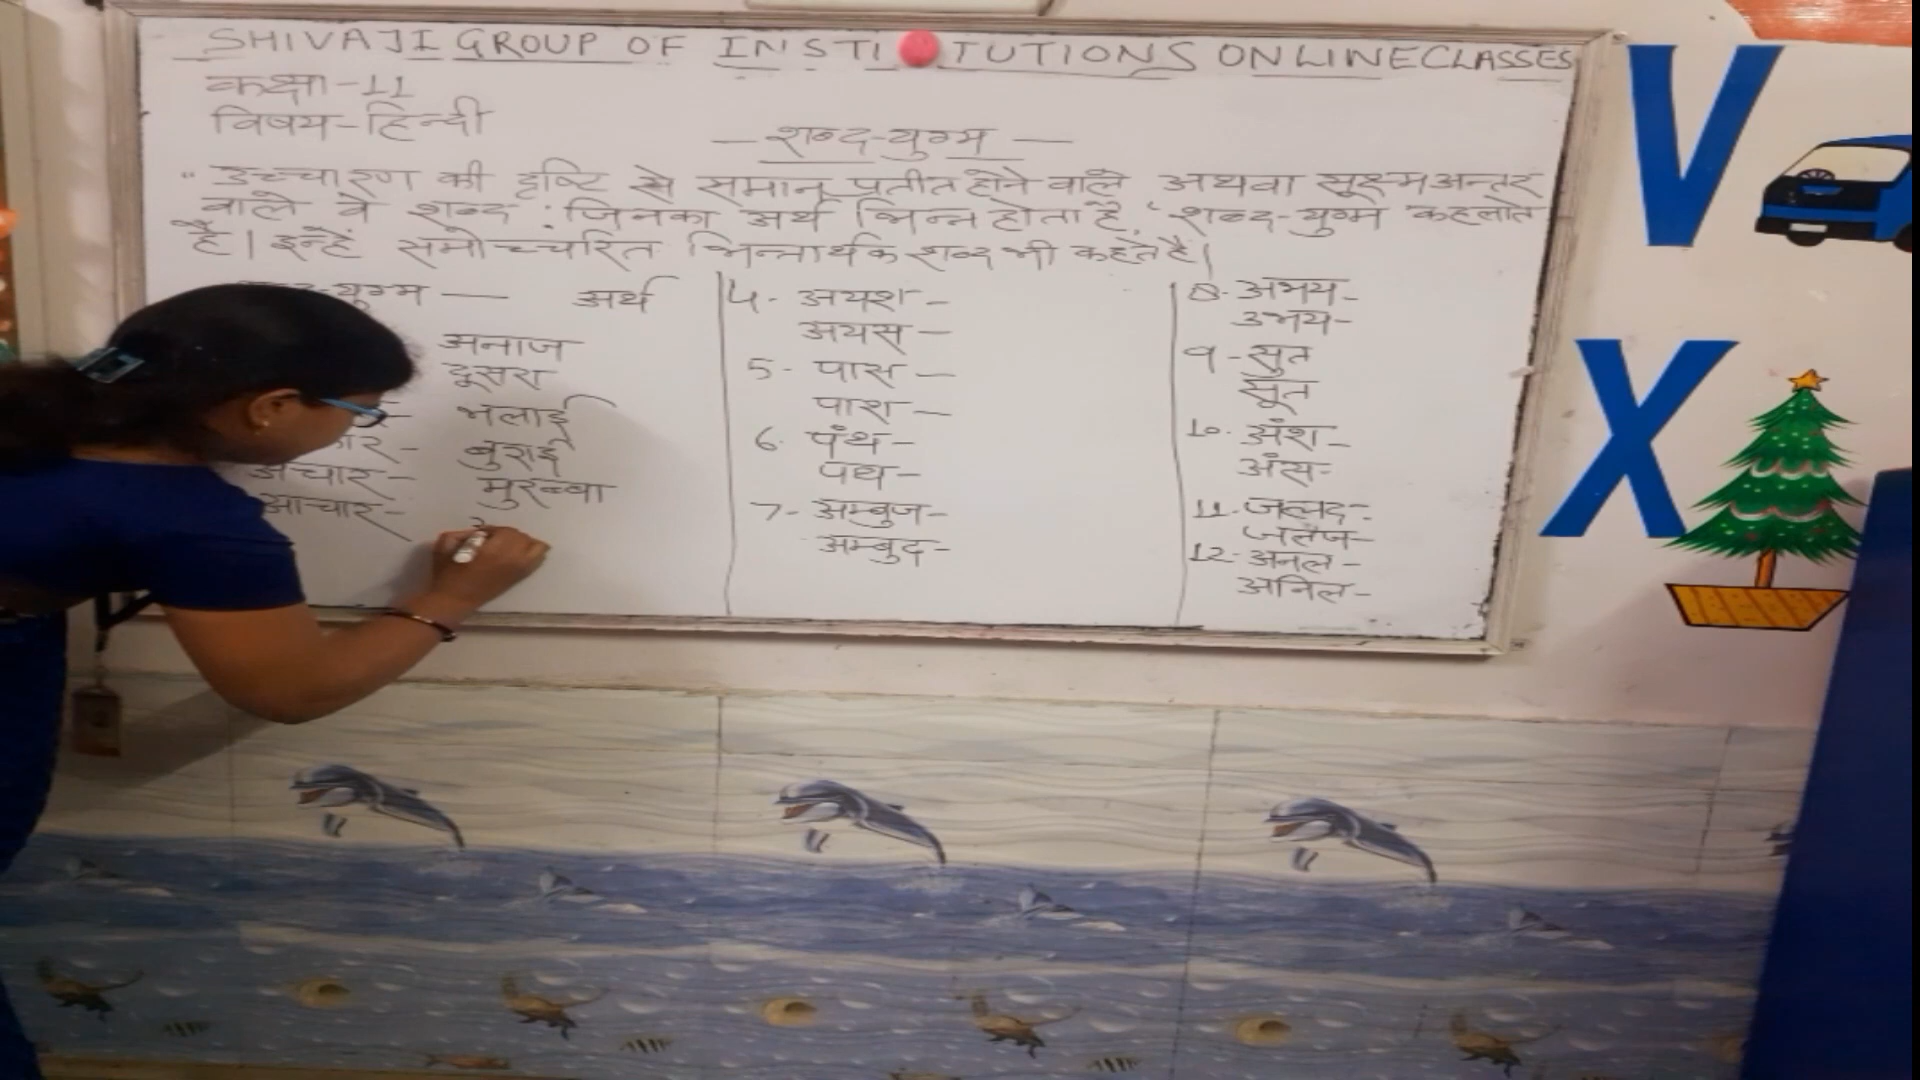 SHIVAJI GROUP OF INSTITUTIONS ONLINE CLASSES
कक्षा-11
विषय-हिन्दी
— शब्द-युग्म —
"उच्चारण की दृष्टि से समान प्रतीत होने वाले अथवा सूक्ष्म अन्तर
वाले वे शब्द जिनका अर्थ भिन्न होता है, 'शब्द-युग्म कहलाते
है। इन्हें समोच्चरित भिन्नार्थक शब्द भी कहते है।
युग्म — अर्थ
अनाज
दूसरा
भलाई
कार- बुराई
अचार- मुरब्बा
आचार-
4- अयश-
अयस-
5- पास-
पाश-
6. पंथ-
पथ-
7- अम्बुज-
अम्बुद-
8- अभय-
उभय-
9- सुत
सूत
10. अंश-
अंस-
11. जलद-
जलज-
12- अनल-
अनिल-
V
X